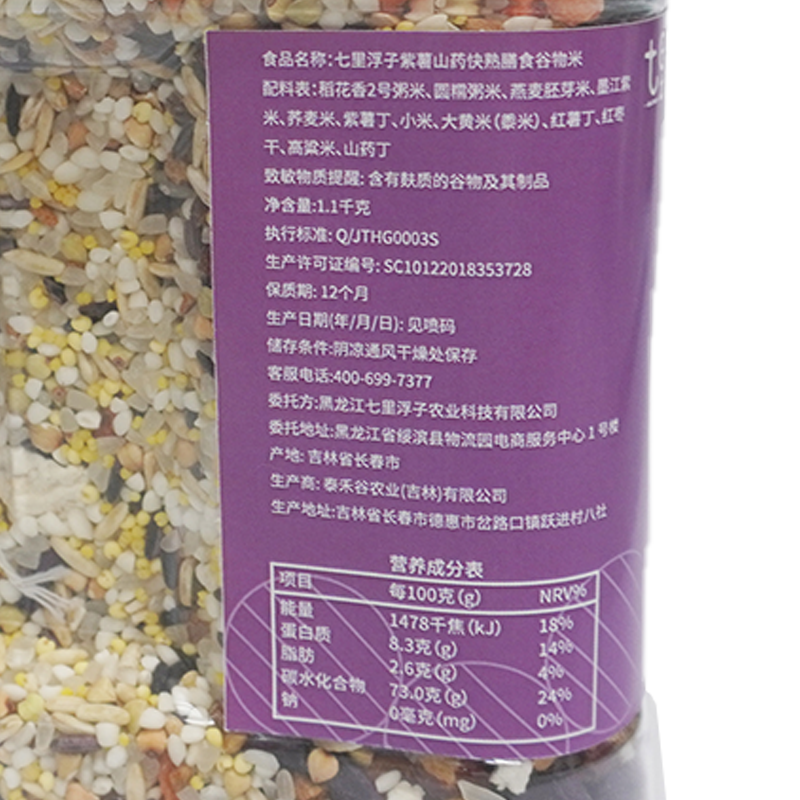 食品名称:七里浮子紫薯山药快熟膳食谷物米
配料表:稻花香2号粥米、圆糯粥米、燕麦胚芽米、墨江紫
米、荞麦米、紫薯丁、小米、大黄米(黍米)、红薯丁、红枣
干、高粱米、山药丁
致敏物质提醒: 含有麸质的谷物及其制品
净含量:1.1千克
执行标准: Q/JTHG0003S
生产许可证编号: SC10122018353728
保质期: 12个月
生产日期(年/月/日): 见喷码
储存条件:阴凉通风干燥处保存
客服电话:400-699-7377
委托方:黑龙江七里浮子农业科技有限公司
委托地址:黑龙江省绥滨县物流园电商服务中心1号楼
产地: 吉林省长春市
生产商: 泰禾谷农业(吉林)有限公司
生产地址:吉林省长春市德惠市岔路口镇跃进村八社
营养成分表
项目 每100克(g) NRV%
能量 1478千焦(kJ) 18%
蛋白质 8.3克(g) 14%
脂肪 2.6克(g) 4%
碳水化合物 73.0克(g) 24%
钠 0毫克(mg) 0%